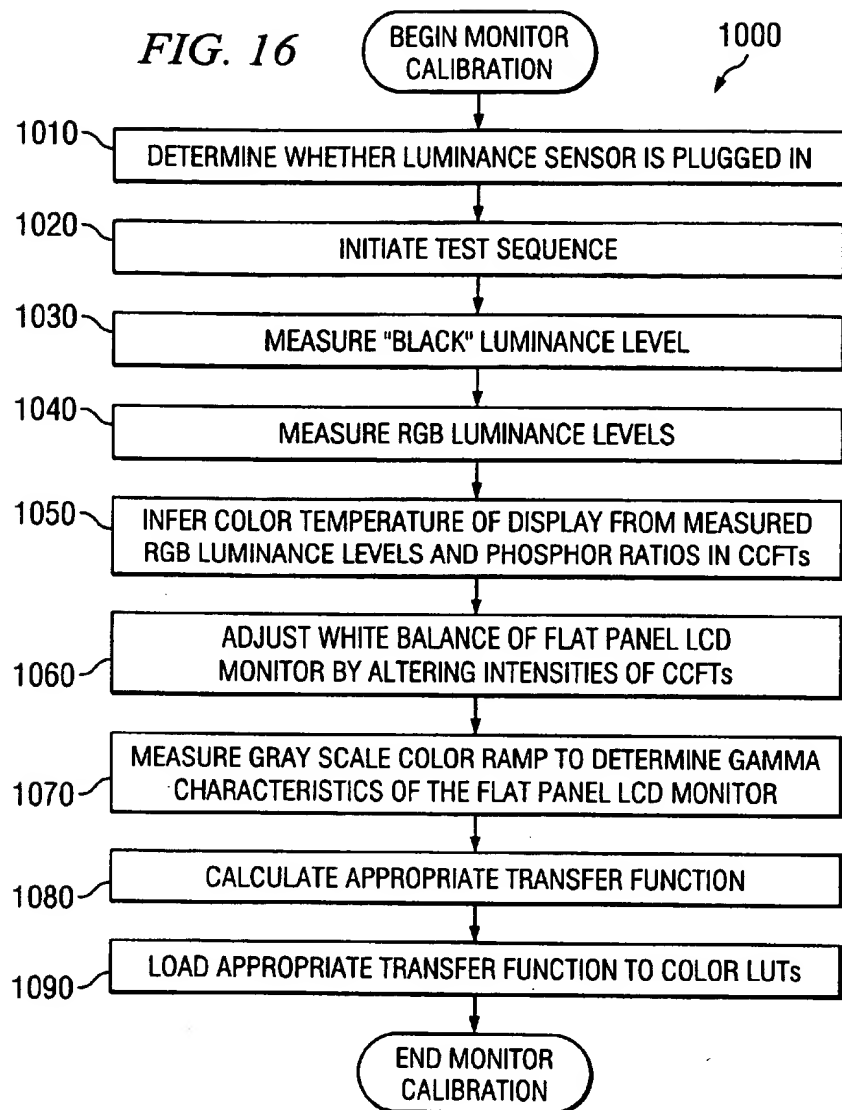 FIG. 16
BEGIN MONITOR
CALIBRATION
1000
1010
DETERMINE WHETHER LUMINANCE SENSOR IS PLUGGED IN
1020
INITIATE TEST SEQUENCE
1030
MEASURE "BLACK" LUMINANCE LEVEL
1040
MEASURE RGB LUMINANCE LEVELS
1050
INFER COLOR TEMPERATURE OF DISPLAY FROM MEASURED
RGB LUMINANCE LEVELS AND PHOSPHOR RATIOS IN CCFTs
1060
ADJUST WHITE BALANCE OF FLAT PANEL LCD
MONITOR BY ALTERING INTENSITIES OF CCFTs
1070
MEASURE GRAY SCALE COLOR RAMP TO DETERMINE GAMMA
CHARACTERISTICS OF THE FLAT PANEL LCD MONITOR
1080
CALCULATE APPROPRIATE TRANSFER FUNCTION
1090
LOAD APPROPRIATE TRANSFER FUNCTION TO COLOR LUTs
END MONITOR
CALIBRATION